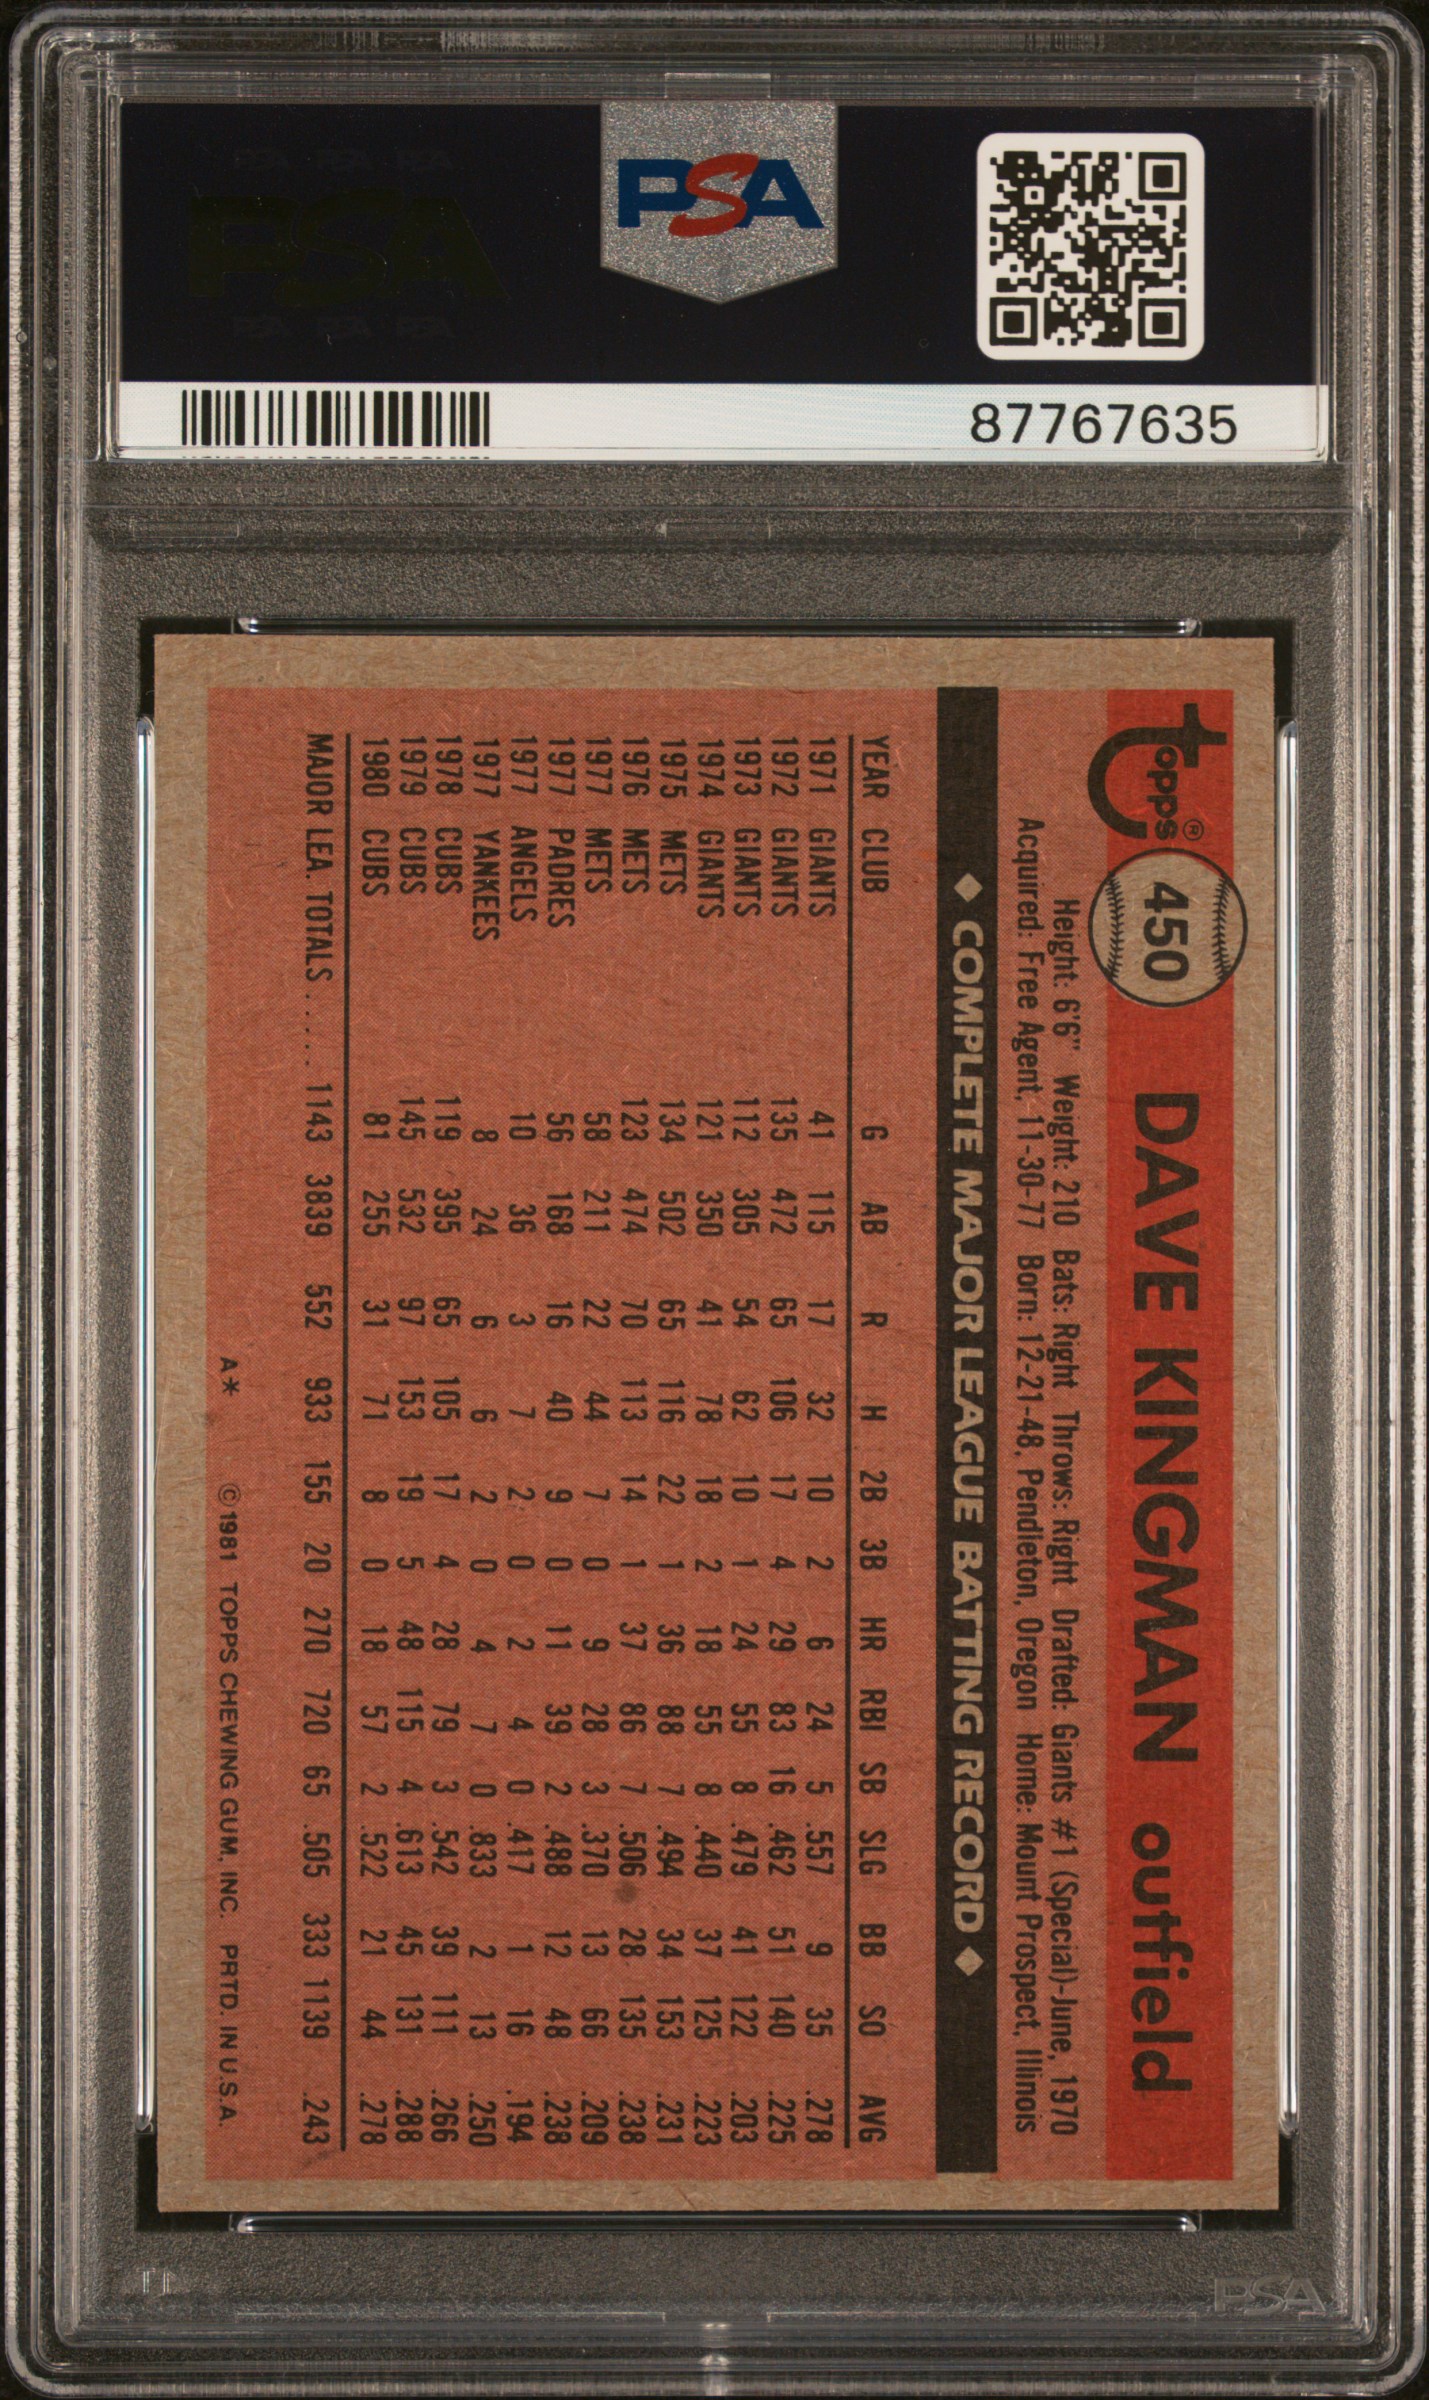 PSA
87767635
Topps® 450 DAVE KINGMAN outfield
Height: 6'6" Weight: 210 Bats: Right Throws: Right Drafted: Giants #1 (Special)-June, 1970
Acquired: Free Agent, 11-30-77 Born: 12-21-48, Pendleton, Oregon Home: Mount Prospect, Illinois
◆ COMPLETE MAJOR LEAGUE BATTING RECORD ◆
YEAR CLUB G AB R H 2B 3B HR RBI SB SLG BB SO AVG
1971 GIANTS 41 115 17 32 10 2 6 24 5 .557 9 35 .278
1972 GIANTS 135 472 65 106 17 4 29 83 16 .462 51 140 .225
1973 GIANTS 112 305 54 62 10 1 24 55 8 .479 41 122 .203
1974 GIANTS 121 350 41 78 18 2 18 55 8 .440 37 125 .223
1975 METS 134 502 65 116 22 1 36 88 7 .494 34 153 .231
1976 METS 123 474 70 113 14 1 37 86 7 .506 28 135 .238
1977 METS 58 211 22 44 7 0 9 28 3 .370 13 66 .209
1977 PADRES 56 168 16 40 9 0 11 39 2 .488 12 48 .238
1977 ANGELS 10 36 3 7 2 0 2 4 0 .417 1 16 .194
1977 YANKEES 8 24 6 6 2 0 4 7 0 .833 2 13 .250
1978 CUBS 119 395 65 105 17 4 28 79 3 .542 39 111 .266
1979 CUBS 145 532 97 153 19 5 48 115 4 .613 45 131 .288
1980 CUBS 81 255 31 71 8 0 18 57 2 .522 21 44 .278
MAJOR LEA. TOTALS ..... 1143 3839 552 933 155 20 270 720 65 .505 333 1139 .243
A* ©1981 TOPPS CHEWING GUM, INC. PRTD. IN U.S.A.
PSA